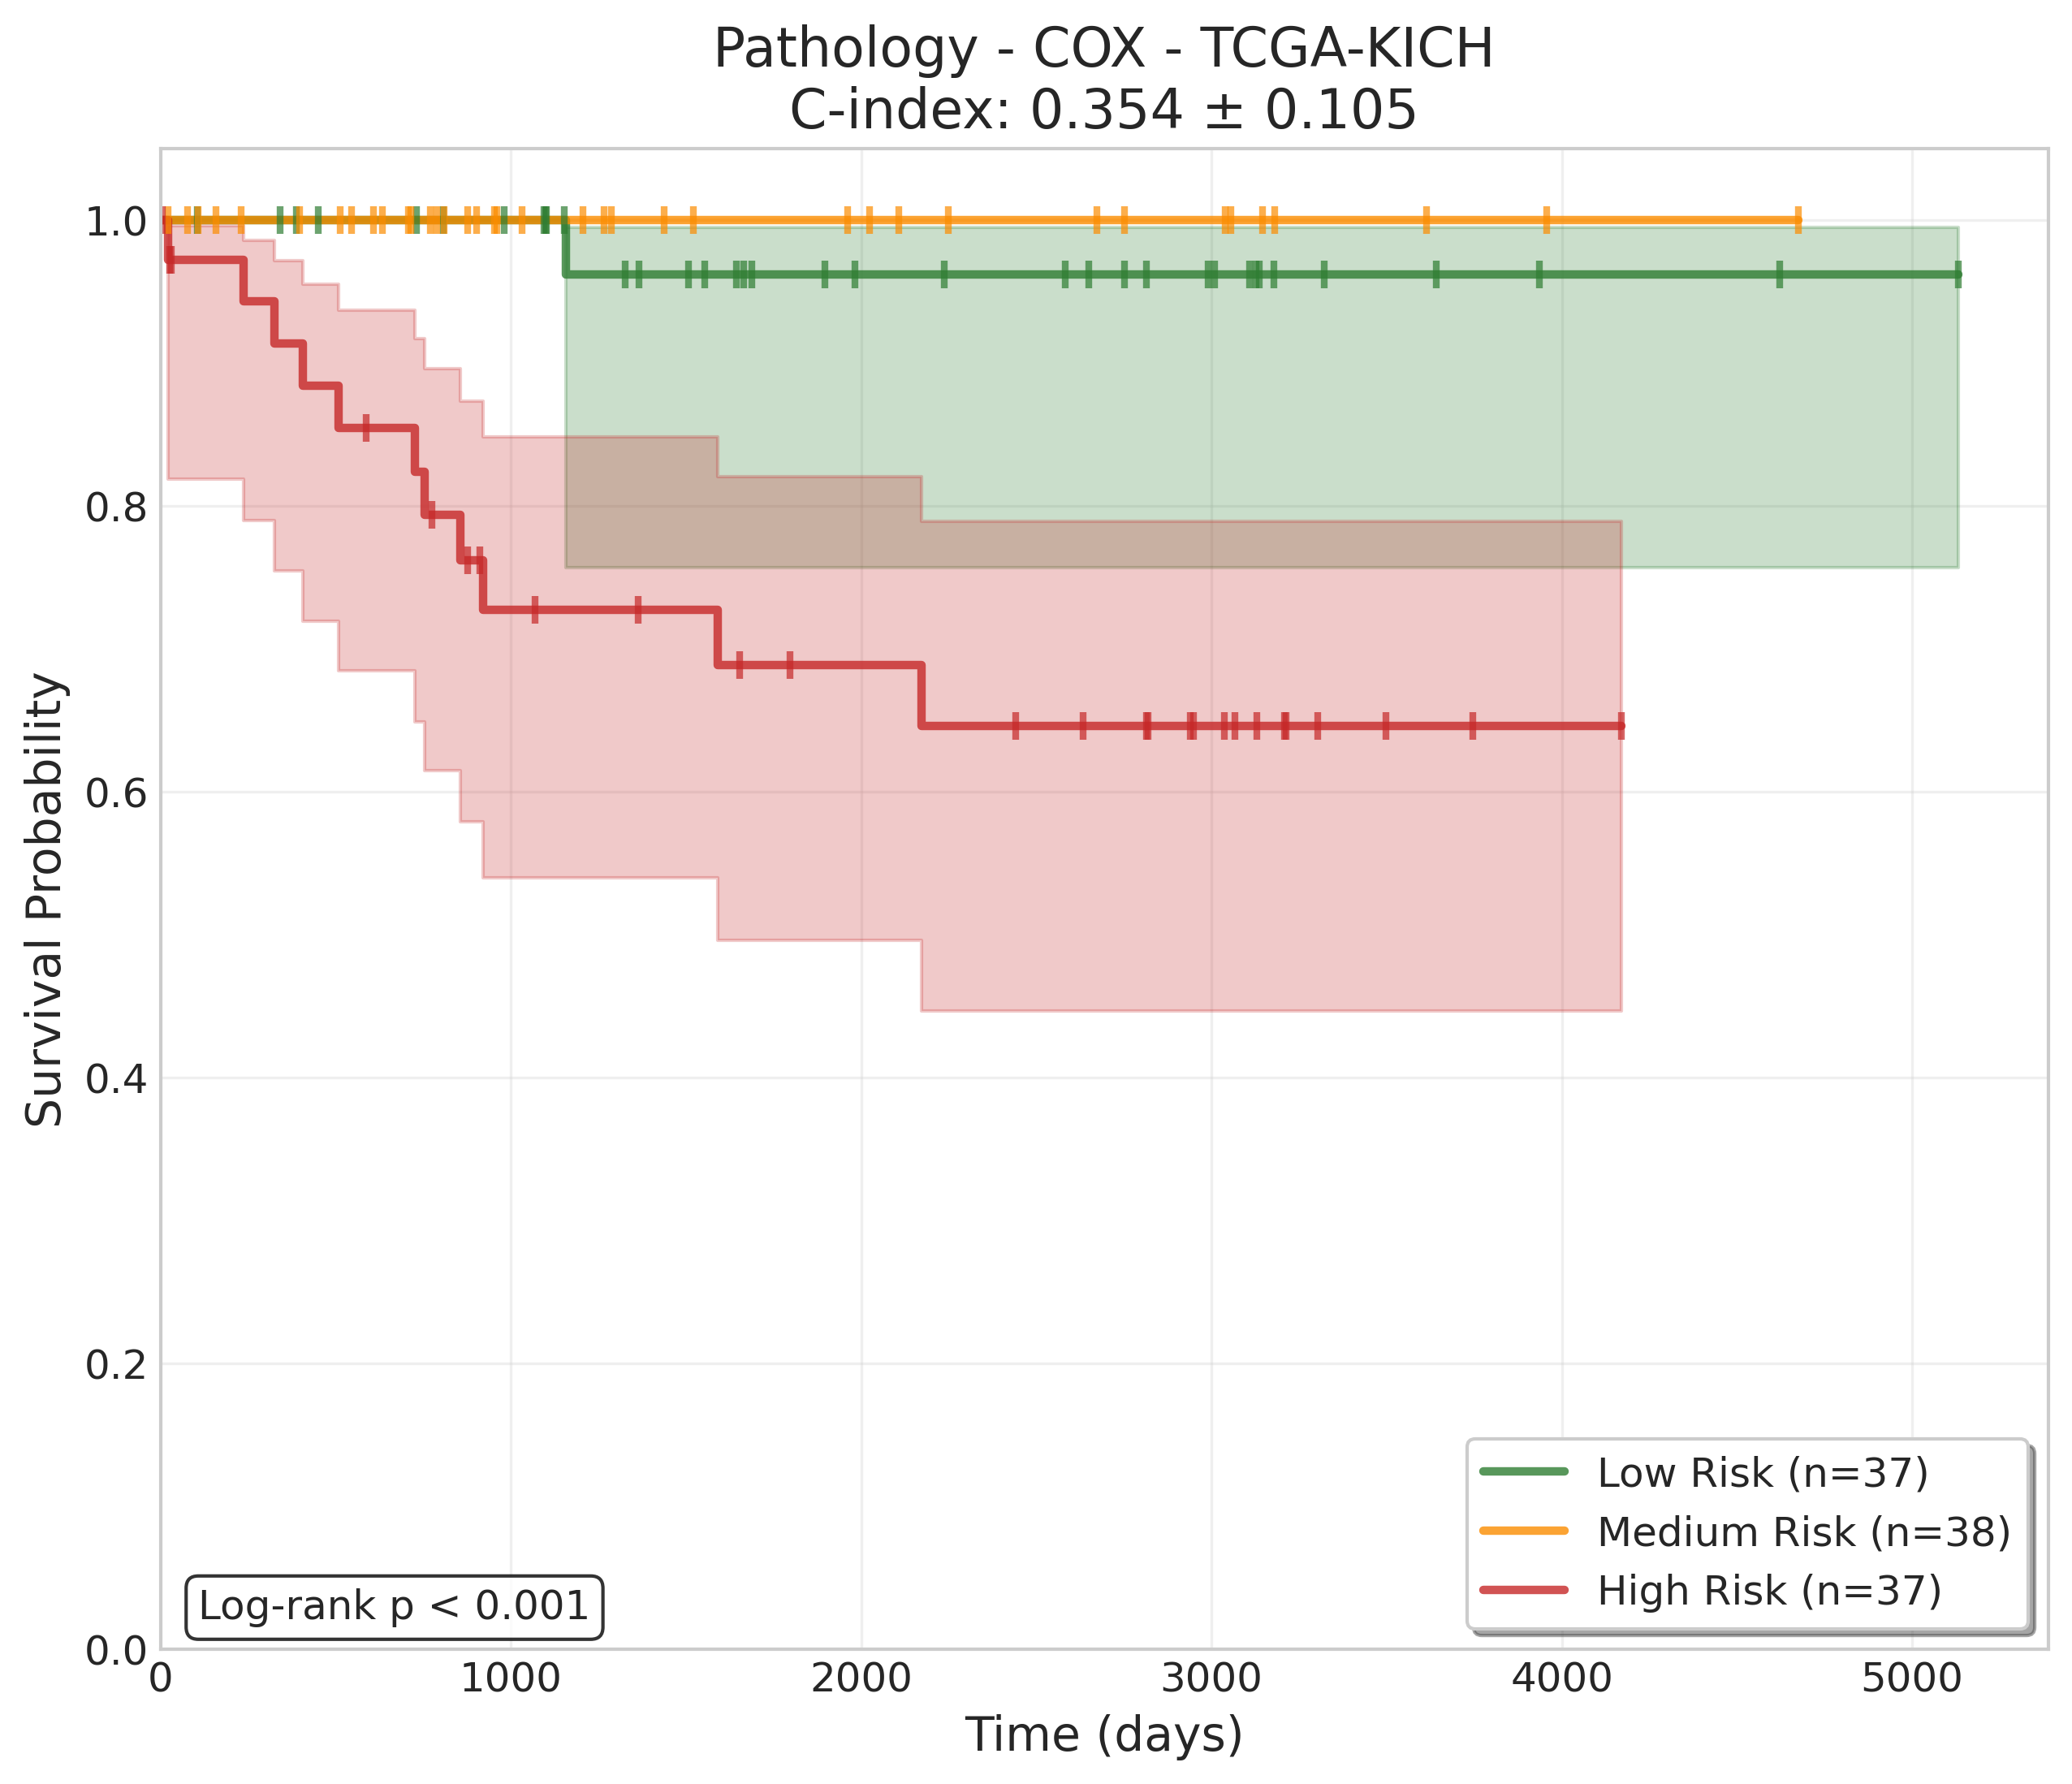 Pathology - COX - TCGA-KICH
C-index: 0.354 ± 0.105
Survival Probability
1.0
0.8
0.6
0.4
0.2
0.0
0
1000
2000
3000
4000
5000
Time (days)
Log-rank p < 0.001
Low Risk (n=37)
Medium Risk (n=38)
High Risk (n=37)